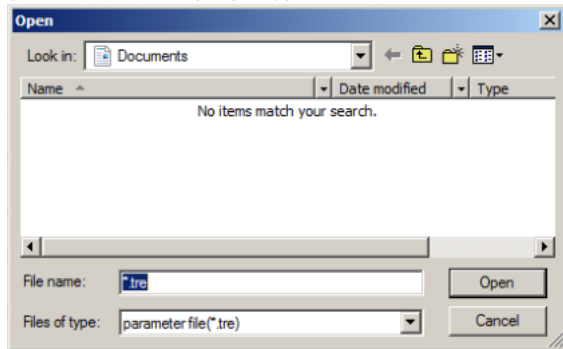 Open
Look in: Documents
Name Date modified Type
No items match your search.
File name: *.tre Open
Files of type: parameter file(*.tre) Cancel